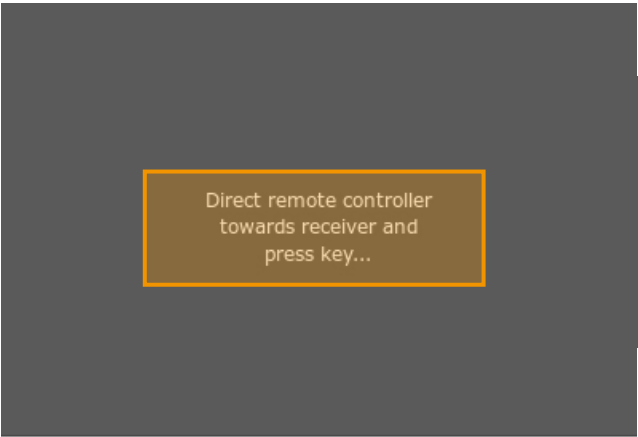 Direct remote controller
towards receiver and
press key...